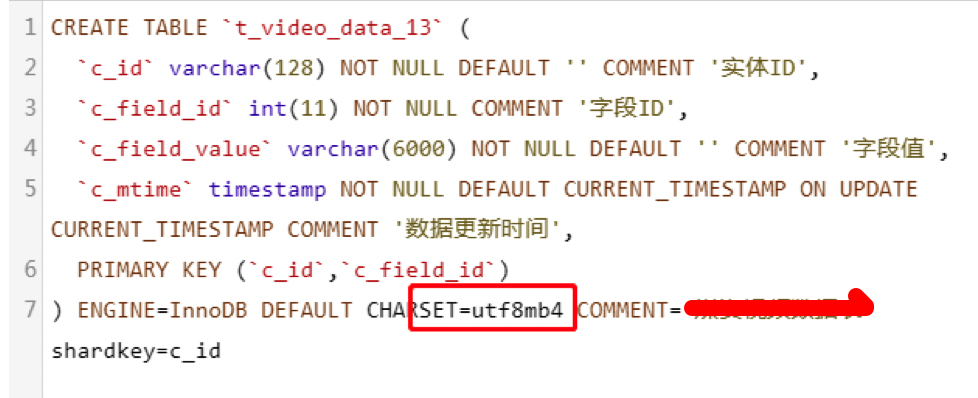 1 CREATE TABLE `t_video_data_13` (
2 `c_id` varchar(128) NOT NULL DEFAULT '' COMMENT '实体ID',
3 `c_field_id` int(11) NOT NULL COMMENT '字段ID',
4 `c_field_value` varchar(6000) NOT NULL DEFAULT '' COMMENT '字段值',
5 `c_mtime` timestamp NOT NULL DEFAULT CURRENT_TIMESTAMP ON UPDATE
CURRENT_TIMESTAMP COMMENT '数据更新时间',
6 PRIMARY KEY (`c_id`,`c_field_id`)
7 ) ENGINE=InnoDB DEFAULT CHARSET=utf8mb4 COMMENT=
shardkey=c_id